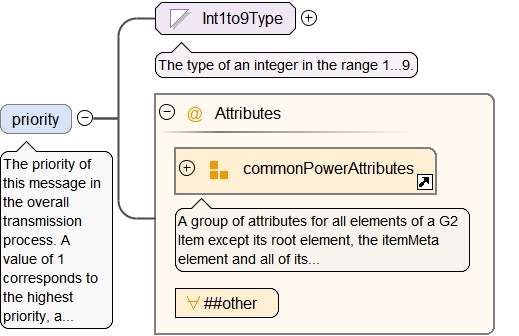 Int1to9Type
The type of an integer in the range 1...9.
priority
The priority of
this message in
the overall
transmission
process. A
value of 1
corresponds to
the highest
priority, a...
@ Attributes
commonPowerAttributes
A group of attributes for all elements of a G2
Item except its root element, the itemMeta
element and all of its...
##other